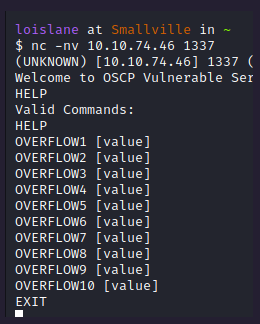 loislane at Smallville in ~
$ nc -nv 10.10.74.46 1337
(UNKNOWN) [10.10.74.46] 1337 (
Welcome to OSCP Vulnerable Ser
HELP
Valid Commands:
HELP
OVERFLOW1 [value]
OVERFLOW2 [value]
OVERFLOW3 [value]
OVERFLOW4 [value]
OVERFLOW5 [value]
OVERFLOW6 [value]
OVERFLOW7 [value]
OVERFLOW8 [value]
OVERFLOW9 [value]
OVERFLOW10 [value]
EXIT